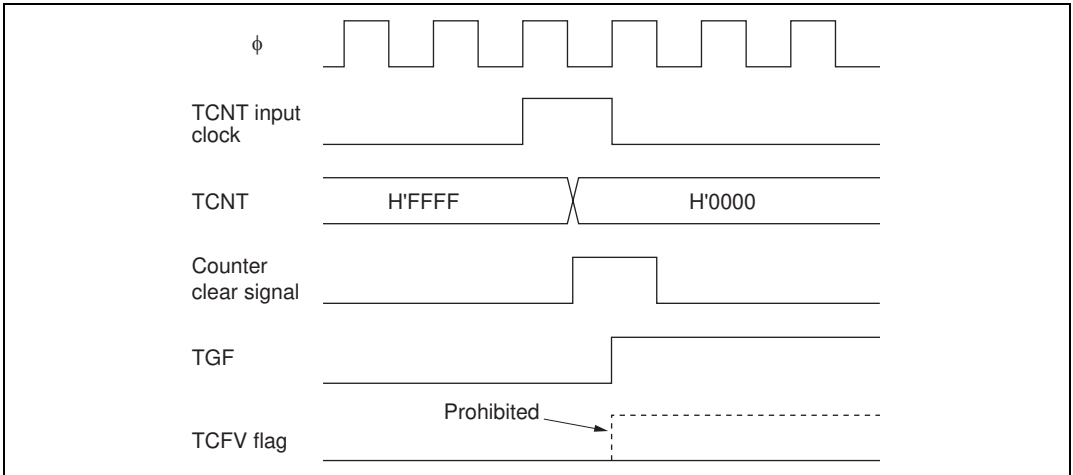 ϕ
TCNT input
clock
TCNT
H'FFFF
H'0000
Counter
clear signal
TGF
Prohibited
TCFV flag